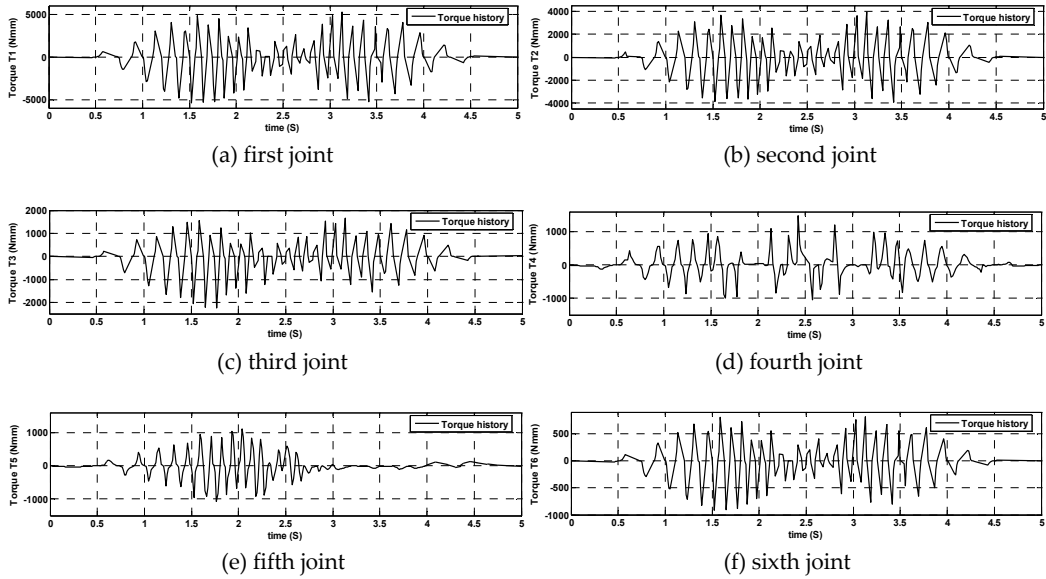 Torque T1 (Nmm)
5000
0
-5000
Torque history
0 0.5 1 1.5 2 2.5 3 3.5 4 4.5 5
time (S)
(a) first joint
Torque T2 (Nmm)
4000
2000
0
-2000
-4000
Torque history
0 0.5 1 1.5 2 2.5 3 3.5 4 4.5 5
time (S)
(b) second joint
Torque T3 (Nmm)
2000
1000
0
-1000
-2000
Torque history
0 0.5 1 1.5 2 2.5 3 3.5 4 4.5 5
time (S)
(c) third joint
Torque T4 (Nmm)
1000
0
-1000
Torque history
0 0.5 1 1.5 2 2.5 3 3.5 4 4.5 5
time (S)
(d) fourth joint
Torque T5 (Nmm)
1000
0
-1000
Torque history
0 0.5 1 1.5 2 2.5 3 3.5 4 4.5 5
time (S)
(e) fifth joint
Torque T6 (Nmm)
500
0
-500
-1000
Torque history
0 0.5 1 1.5 2 2.5 3 3.5 4 4.5 5
time (S)
(f) sixth joint